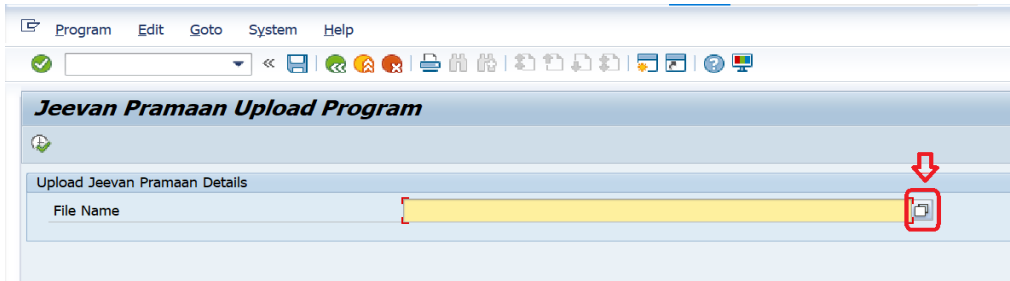 Program Edit Goto System Help
Jeevan Pramaan Upload Program
Upload Jeevan Pramaan Details
File Name